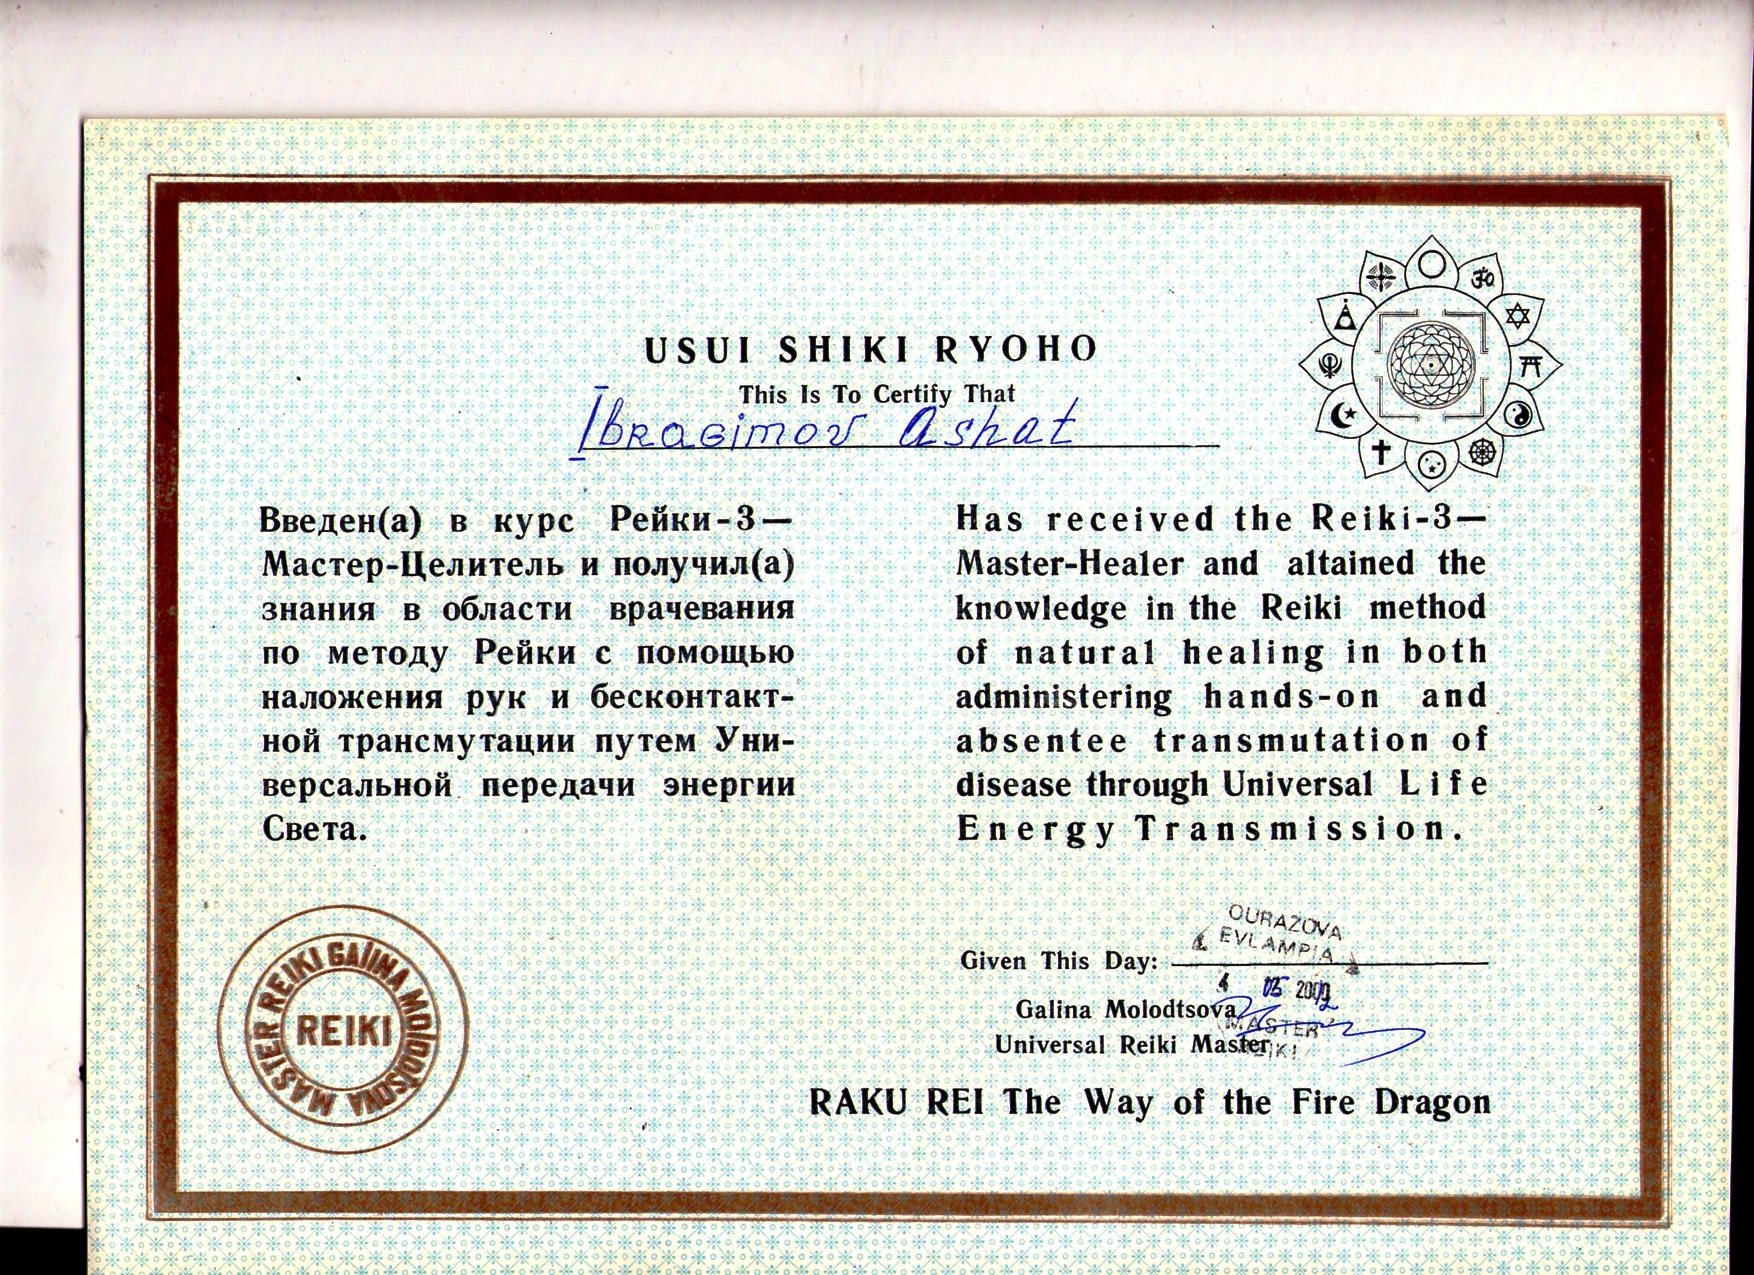 USUI SHIKI RYOHO
This Is To Certify That
Ibragimov Ashat
Введен(а) в курс Рейки-3—
Мастер-Целитель и получил(а)
знания в области врачевания
по методу Рейки с помощью
наложения рук и бесконтакт-
ной трансмутации путем Уни-
версальной передачи энергии
Света.
Has received the Reiki-3—
Master-Healer and altained the
knowledge in the Reiki method
of natural healing in both
administering hands-on and
absentee transmutation of
disease through Universal Life
Energy Transmission.
MASTER REIKI GALINA MOLODTSOVA
REIKI
OURAZOVA
EVLAMPIA
Given This Day:
4 05 2009
Galina Molodtsova
MASTER
Universal Reiki Master
REIKI
RAKU REI The Way of the Fire Dragon